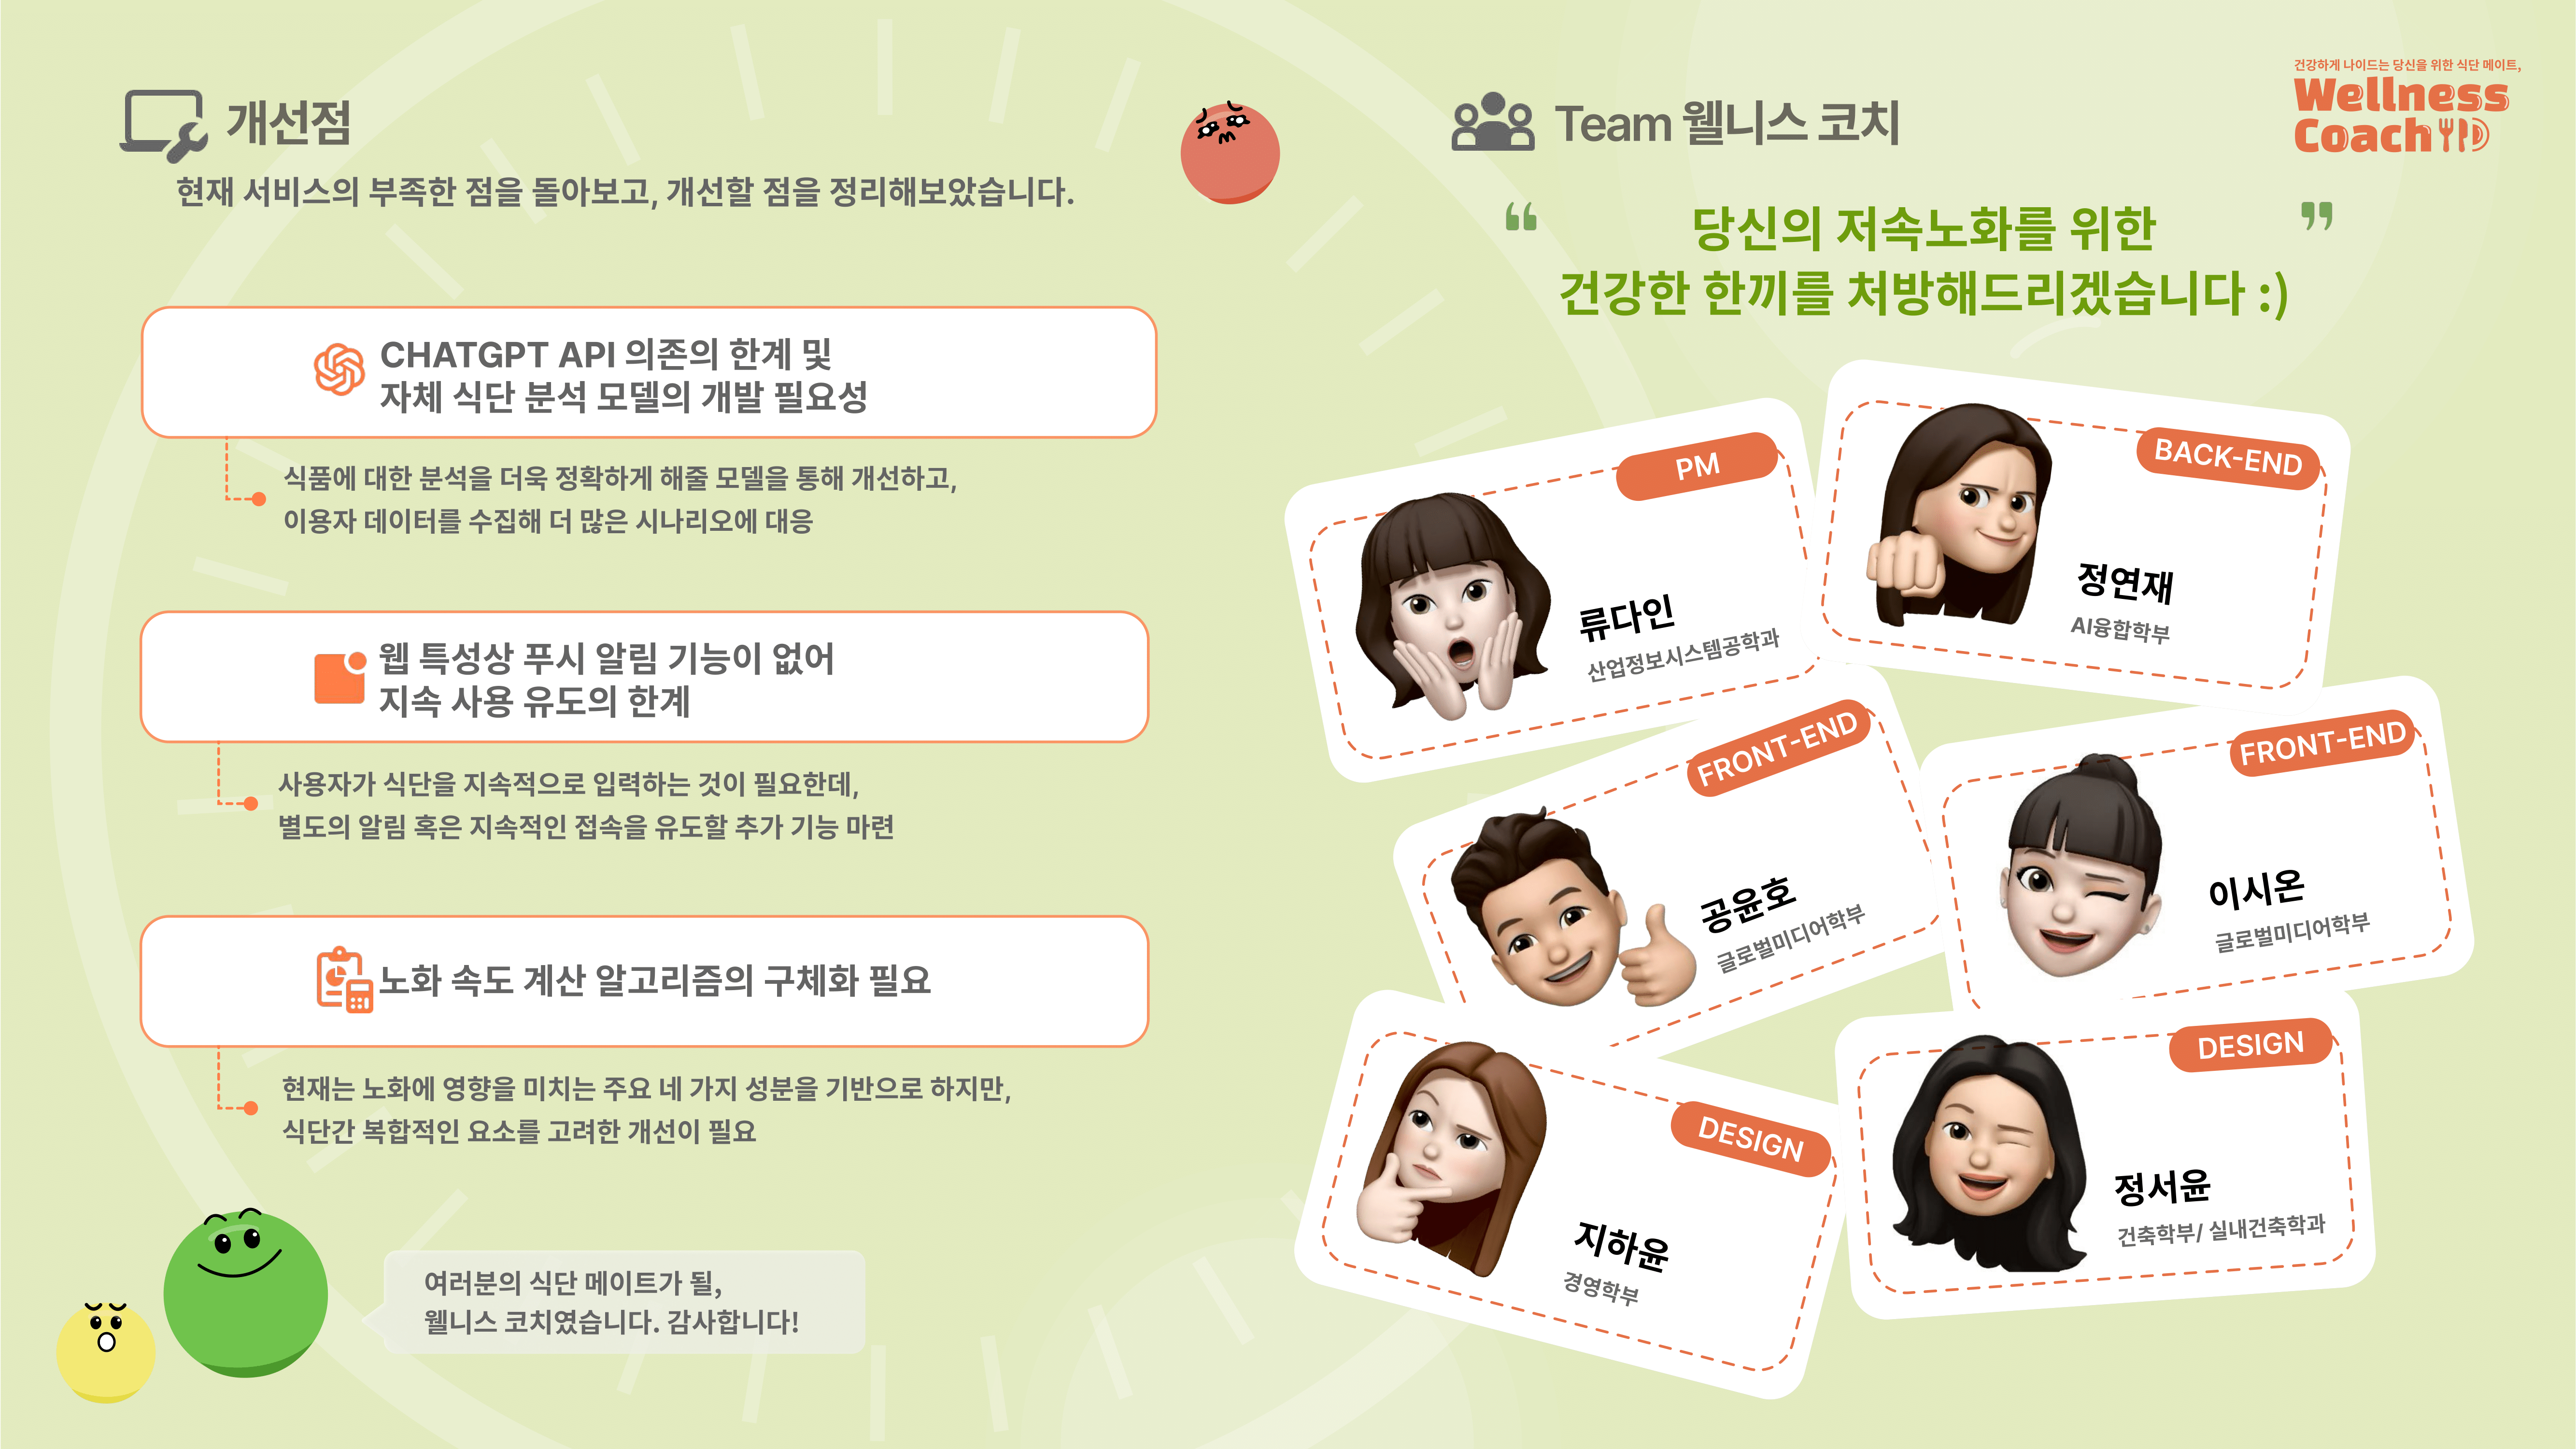 개선점
현재 서비스의 부족한 점을 돌아보고, 개선할 점을 정리해보았습니다.
CHATGPT API 의존의 한계 및
자체 식단 분석 모델의 개발 필요성
식품에 대한 분석을 더욱 정확하게 해줄 모델을 통해 개선하고,
이용자 데이터를 수집해 더 많은 시나리오에 대응
웹 특성상 푸시 알림 기능이 없어
지속 사용 유도의 한계
사용자가 식단을 지속적으로 입력하는 것이 필요한데,
별도의 알림 혹은 지속적인 접속을 유도할 추가 기능 마련
노화 속도 계산 알고리즘의 구체화 필요
현재는 노화에 영향을 미치는 주요 네 가지 성분을 기반으로 하지만,
식단간 복합적인 요소를 고려한 개선이 필요
여러분의 식단 메이트가 될,
웰니스 코치였습니다. 감사합니다!
Team 웰니스 코치
건강하게 나이드는 당신을 위한 식단 메이트,
Wellness
Coach
“ 당신의 저속노화를 위한 ”
건강한 한끼를 처방해드리겠습니다 :)
PM
류다인
산업정보시스템공학과
BACK-END
정연재
AI융합학부
FRONT-END
공윤호
글로벌미디어학부
FRONT-END
이시온
글로벌미디어학부
DESIGN
지하윤
경영학부
DESIGN
정서윤
건축학부/ 실내건축학과